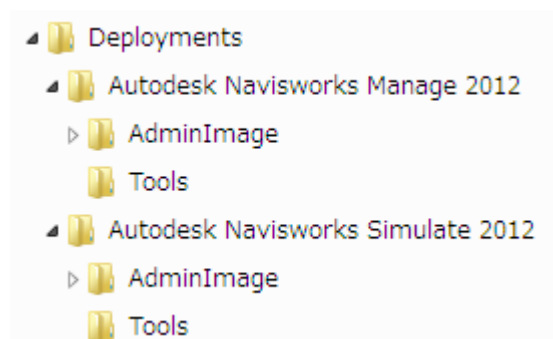 Deployments
Autodesk Navisworks Manage 2012
AdminImage
Tools
Autodesk Navisworks Simulate 2012
AdminImage
Tools